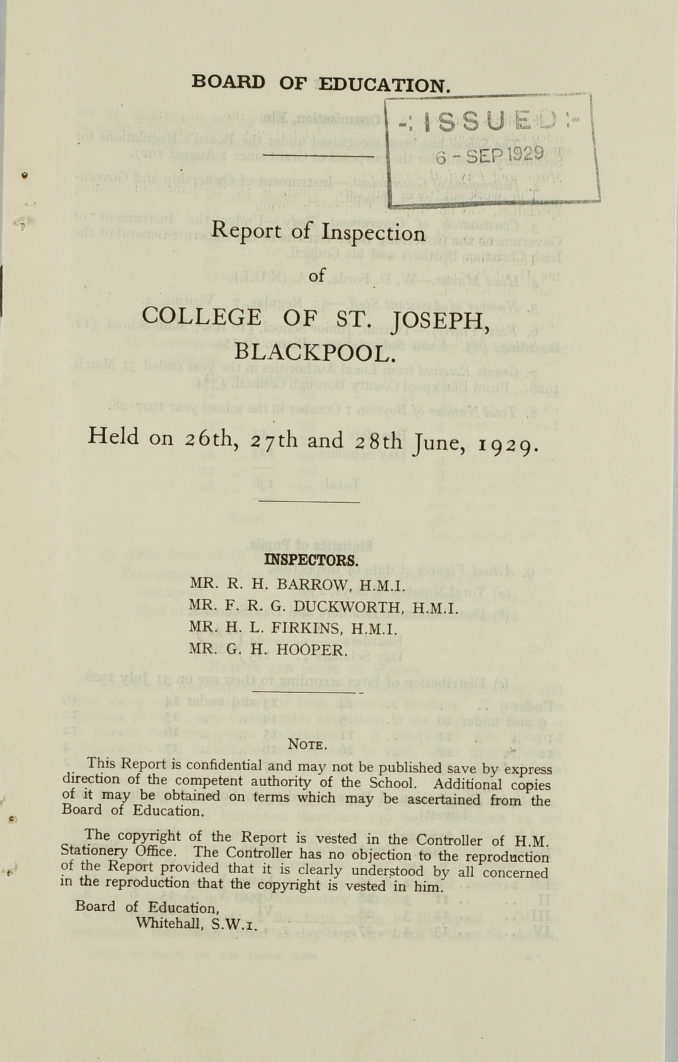 BOARD OF EDUCATION.
-: ISSUED :-
6 - SEP 1929
Report of Inspection
of
COLLEGE OF ST. JOSEPH,
BLACKPOOL.
Held on 26th, 27th and 28th June, 1929.
INSPECTORS.
MR. R. H. BARROW, H.M.I.
MR. F. R. G. DUCKWORTH, H.M.I.
MR. H. L. FIRKINS, H.M.I.
MR. G. H. HOOPER.
NOTE.
This Report is confidential and may not be published save by express
direction of the competent authority of the School. Additional copies
of it may be obtained on terms which may be ascertained from the
Board of Education.
The copyright of the Report is vested in the Controller of H.M.
Stationery Office. The Controller has no objection to the reproduction
of the Report provided that it is clearly understood by all concerned
in the reproduction that the copyright is vested in him.
Board of Education,
Whitehall, S.W.1.